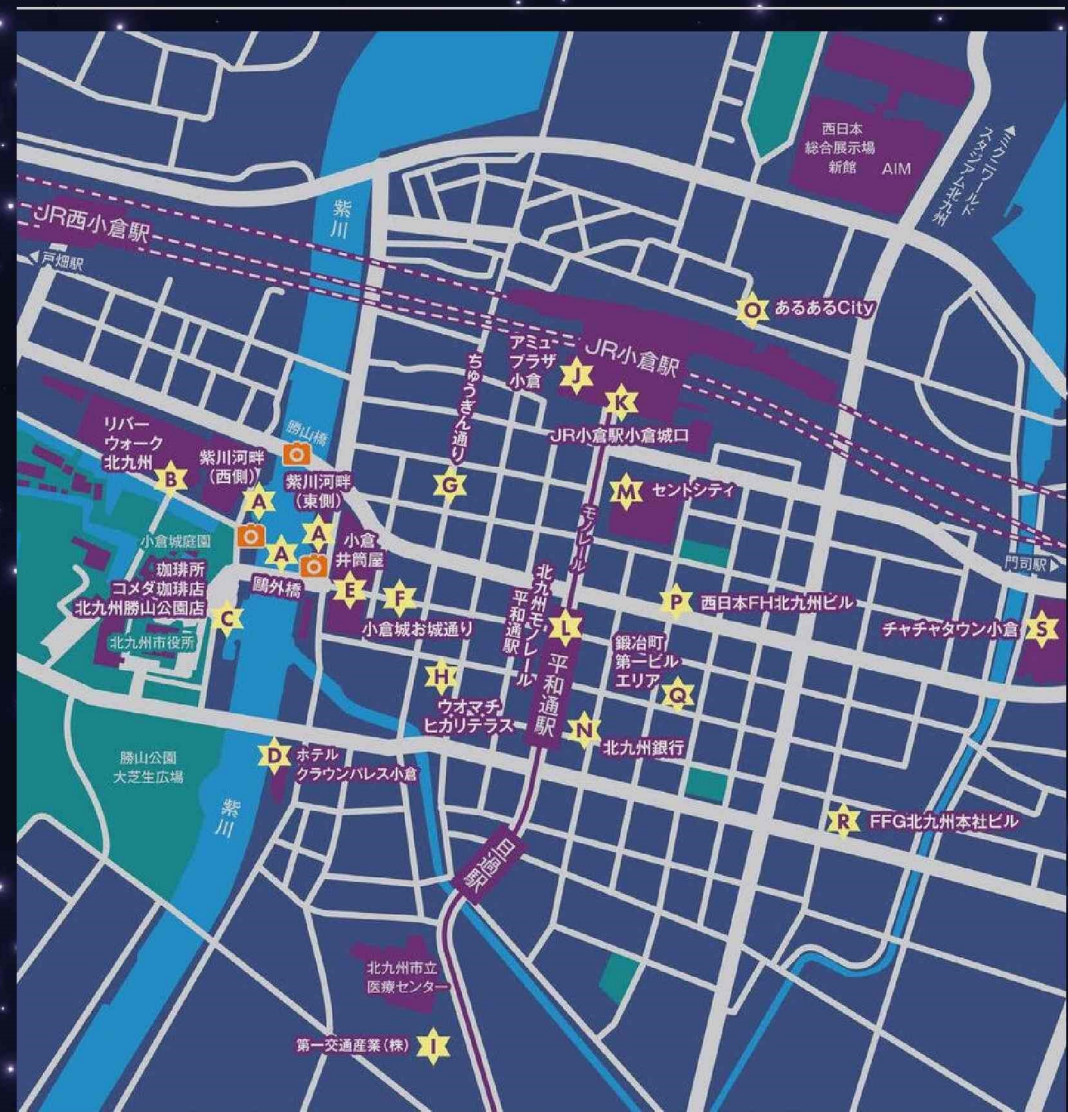 西日本
総合展示場
新館
AIM
▲ミクニワールド
スタジアム北九州
紫川
JR西小倉駅
◁戸畑駅
あるあるCity
O
アミュ
プラザ
小倉
J
JR小倉駅
K
JR小倉駅小倉城口
ちゅうぎん通り
G
勝山橋
リバー
ウォーク
北九州
B
紫川河畔
(西側)
A
紫川河畔
(東側)
A
A
M
セントシティ
モノレール
小倉城庭園
小倉
井筒屋
E
鷗外橋
珈琲所
コメダ珈琲店
北九州勝山公園店
C
北九州市役所
F
小倉城お城通り
北九州モノレール
平和通駅
L
平和通駅
P
西日本FH北九州ビル
門司駅▷
チャチャタウン小倉
S
鍛冶町
第一ビル
エリア
Q
H
ウオマチ
ヒカリテラス
N
北九州銀行
勝山公園
大芝生広場
D
ホテル
クラウンパレス小倉
紫川
R
FFG北九州本社ビル
旦過駅
北九州市立
医療センター
第一交通産業(株)
I